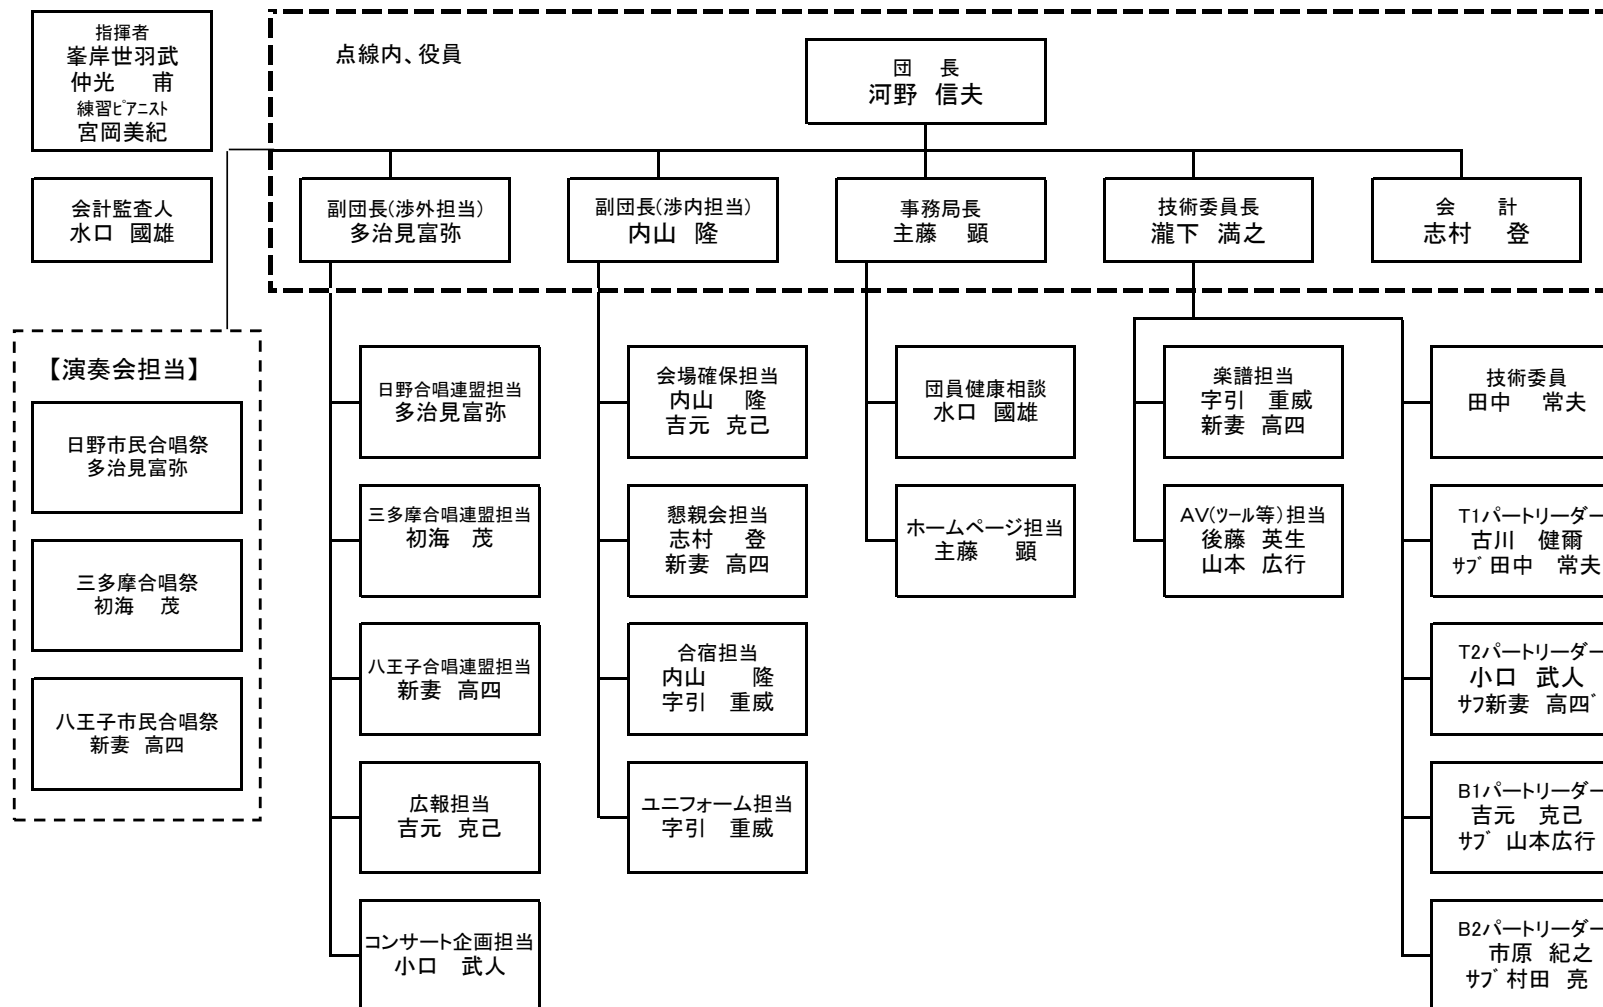 指揮者
峯岸世羽武
仲光　甫
練習ﾋﾟｱﾆｽﾄ
宮岡美紀
点線内、役員
団　長
河野 信夫
会計監査人
水口 國雄
副団長(渉外担当)
多治見富弥
副団長(渉内担当)
内山 隆
事務局長
主藤　顕
技術委員長
瀧下 満之
会　計
志村　登
【演奏会担当】
日野市民合唱祭
多治見富弥
三多摩合唱祭
初海　茂
八王子市民合唱祭
新妻 高四
日野合唱連盟担当
多治見富弥
三多摩合唱連盟担当
初海　茂
八王子合唱連盟担当
新妻 高四
広報担当
吉元 克己
コンサート企画担当
小口　武人
会場確保担当
内山　隆
吉元 克己
懇親会担当
志村　登
新妻 高四
合宿担当
内山　隆
字引　重威
ユニフォーム担当
字引　重威
団員健康相談
水口　國雄
ホームページ担当
主藤　顕
楽譜担当
字引　重威
新妻 高四
AV(ﾂｰﾙ等)担当
後藤 英生
山本 広行
技術委員
田中　常夫
T1パートリーダー
古川　健爾
ｻﾌﾞ 田中　常夫
T2パートリーダー
小口　武人
ｻﾌ新妻 高四ﾞ
B1パートリーダー
吉元　克己
ｻﾌﾞ 山本広行
B2パートリーダー
市原 紀之
ｻﾌﾞ 村田 亮